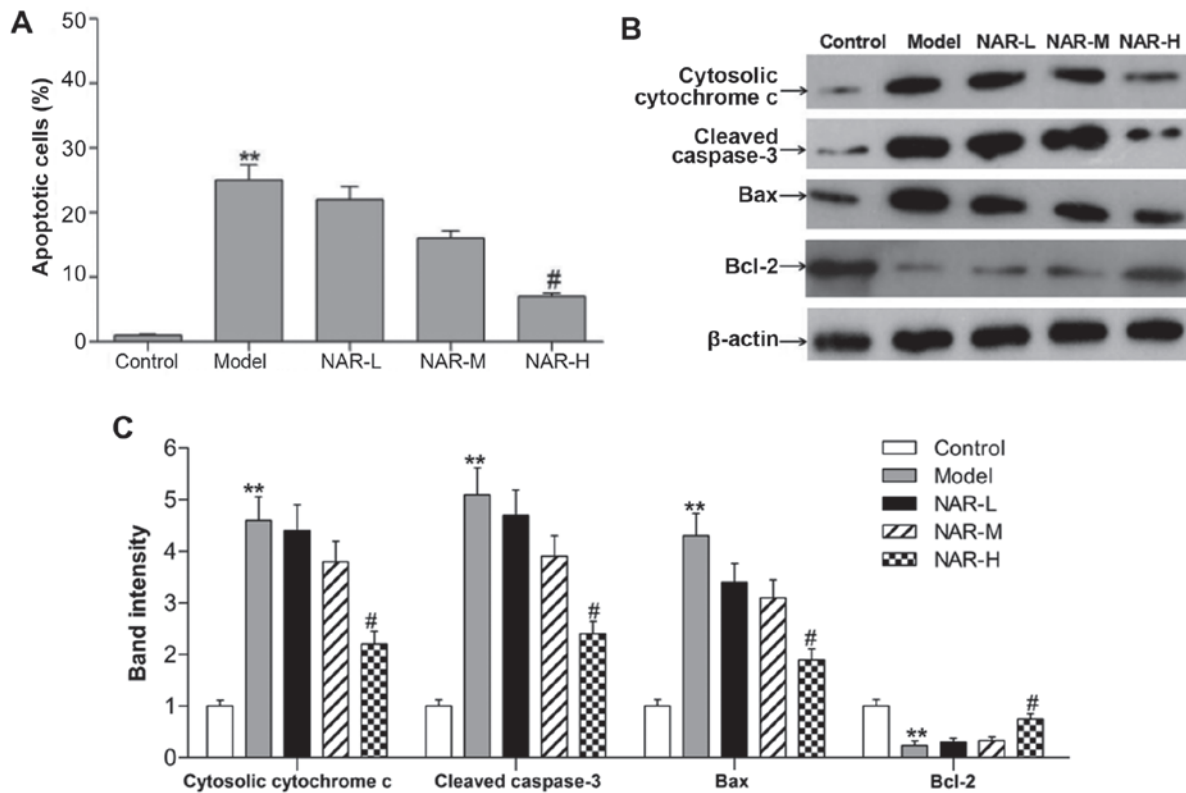 A
Apoptotic cells (%)
50
40
30
20
10
0
**
#
Control Model NAR-L NAR-M NAR-H
B
Control Model NAR-L NAR-M NAR-H
Cytosolic
cytochrome c
Cleaved
caspase-3
Bax
Bcl-2
β-actin
C
Band intensity
6
5
4
3
2
1
0
** # ** # ** # ** #
Cytosolic cytochrome c Cleaved caspase-3 Bax Bcl-2
Control
Model
NAR-L
NAR-M
NAR-H